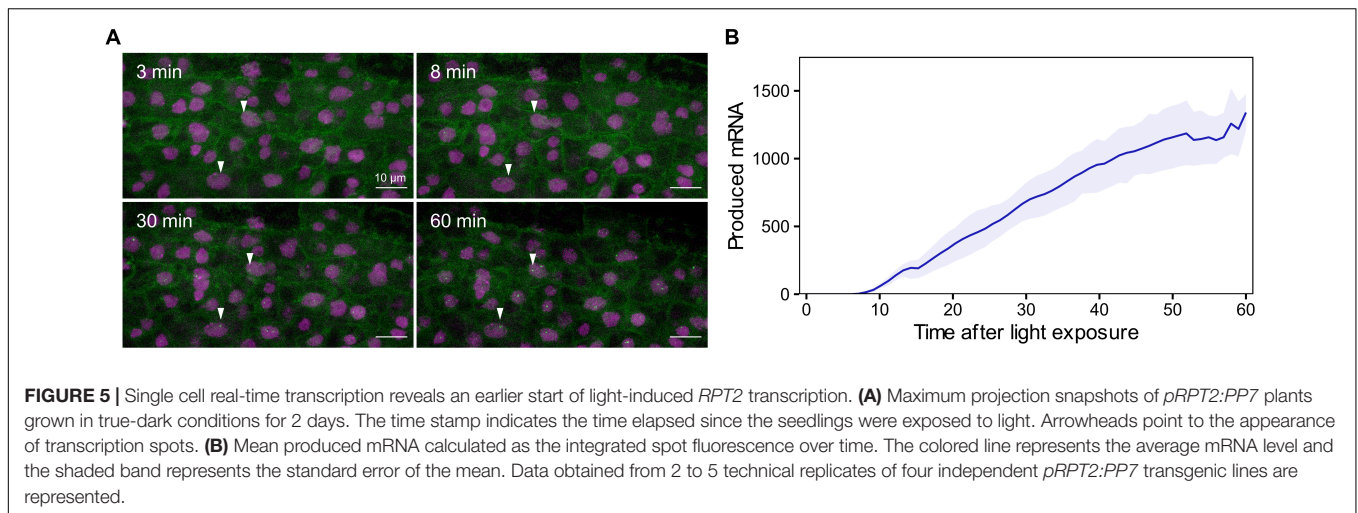 A
B
3 min
8 min
10 μm
30 min
60 min
Produced mRNA
1500
1000
500
0
0 10 20 30 40 50 60
Time after light exposure
FIGURE 5 | Single cell real-time transcription reveals an earlier start of light-induced RPT2 transcription. (A) Maximum projection snapshots of pRPT2:PP7 plants
grown in true-dark conditions for 2 days. The time stamp indicates the time elapsed since the seedlings were exposed to light. Arrowheads point to the appearance
of transcription spots. (B) Mean produced mRNA calculated as the integrated spot fluorescence over time. The colored line represents the average mRNA level and
the shaded band represents the standard error of the mean. Data obtained from 2 to 5 technical replicates of four independent pRPT2:PP7 transgenic lines are
represented.